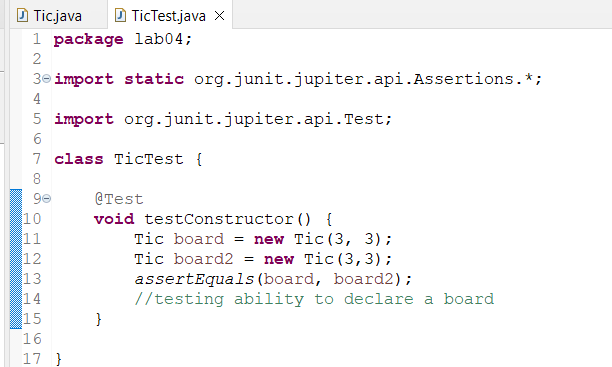 Tic.java TicTest.java
1 package lab04;
2
3 import static org.junit.jupiter.api.Assertions.*;
4
5 import org.junit.jupiter.api.Test;
6
7 class TicTest {
8
9 @Test
10 void testConstructor() {
11 Tic board = new Tic(3, 3);
12 Tic board2 = new Tic(3,3);
13 assertEquals(board, board2);
14 //testing ability to declare a board
15 }
16
17 }